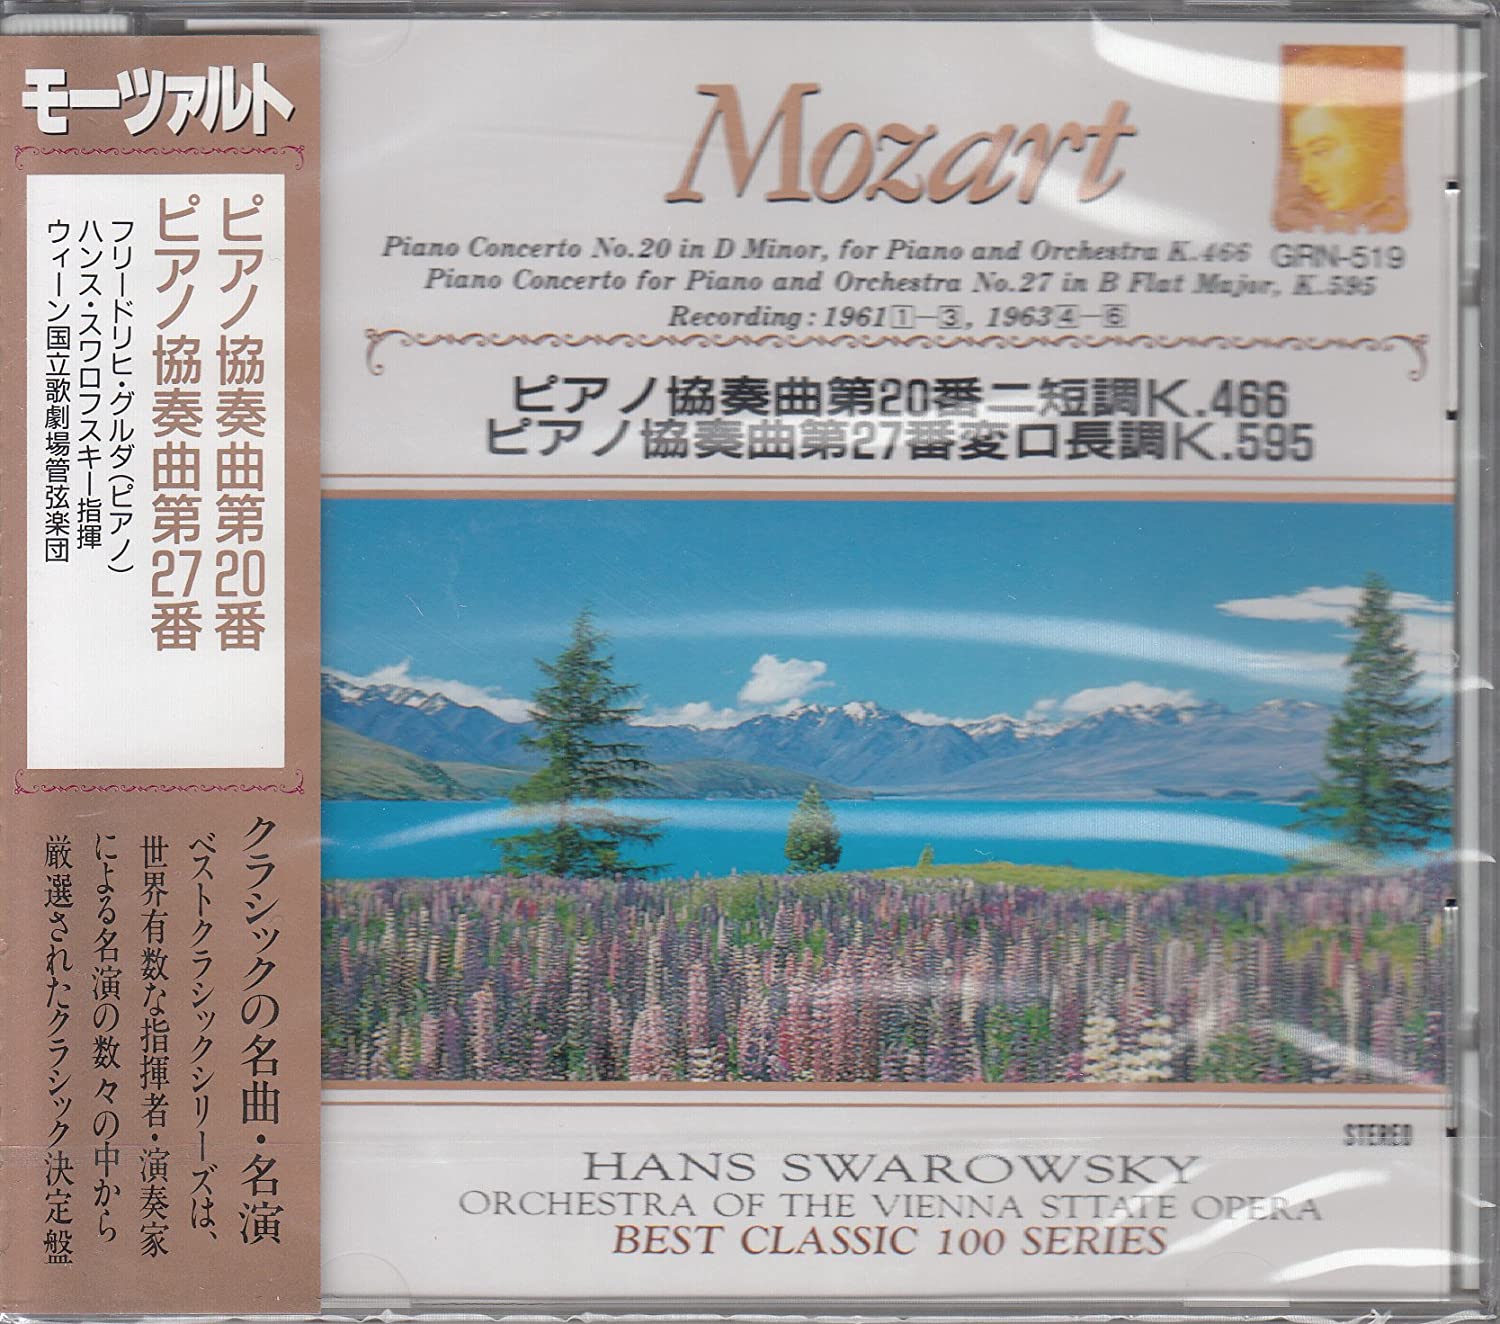 モーツァルト
ピアノ協奏曲第20番
ピアノ協奏曲第27番
フリードリヒ・グルダ(ピアノ)
ハンス・スワロフスキー指揮
ウィーン国立歌劇場管弦楽団
クラシックの名曲・名演
ベストクラシックシリーズは、
世界有数な指揮者・演奏家
による名演の数々の中から
厳選されたクラシック決定盤
Mozart
Piano Concerto No.20 in D Minor, for Piano and Orchestra K.466
GRN-519
Piano Concerto for Piano and Orchestra No.27 in B Flat Major, K.595
Recording: 1961 1-3, 1963 4-6
ピアノ協奏曲第20番ニ短調K.466
ピアノ協奏曲第27番変ロ長調K.595
STEREO
HANS SWAROWSKY
ORCHESTRA OF THE VIENNA STTATE OPERA
BEST CLASSIC 100 SERIES